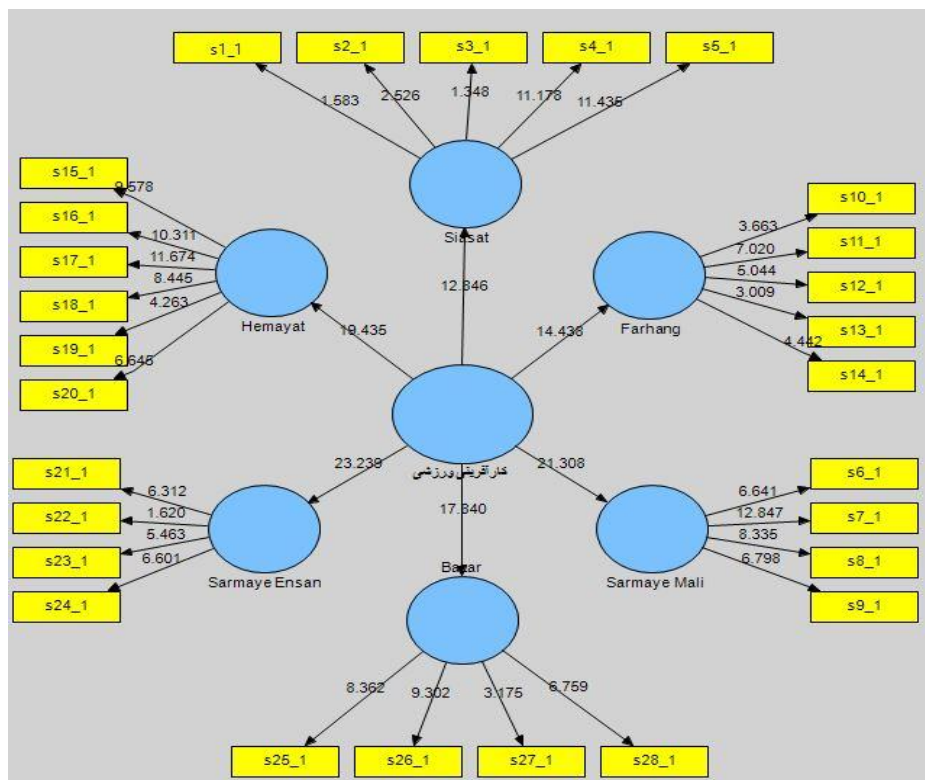 s1_1
s2_1
s3_1
s4_1
s5_1
1.583
2.526
1.348
11.178
11.435
Siasat
12.846
s15_1
s16_1
s17_1
s18_1
s19_1
s20_1
9.578
10.311
11.674
8.445
4.263
6.645
Hemayat
19.435
s10_1
s11_1
s12_1
s13_1
s14_1
3.663
7.020
5.044
3.009
4.442
Farhang
14.438
کارآفرینی ورزشی
s21_1
s22_1
s23_1
s24_1
6.312
1.620
5.463
6.601
Sarmaye Ensan
23.239
17.840
Bazar
21.308
s6_1
s7_1
s8_1
s9_1
6.641
12.847
8.335
6.798
Sarmaye Mali
8.362
9.302
3.175
6.759
s25_1
s26_1
s27_1
s28_1